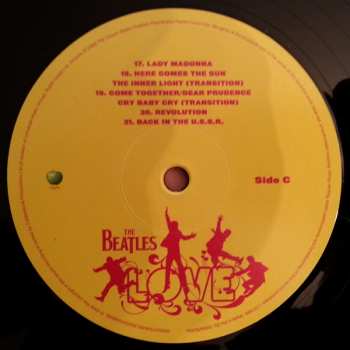 17. LADY MADONNA
18. HERE COMES THE SUN
THE INNER LIGHT (TRANSITION)
19. COME TOGETHER/DEAR PRUDENCE
CRY BABY CRY (TRANSITION)
20. REVOLUTION
21. BACK IN THE U.S.S.R.
Side C
THE
BEATLES
LOVE